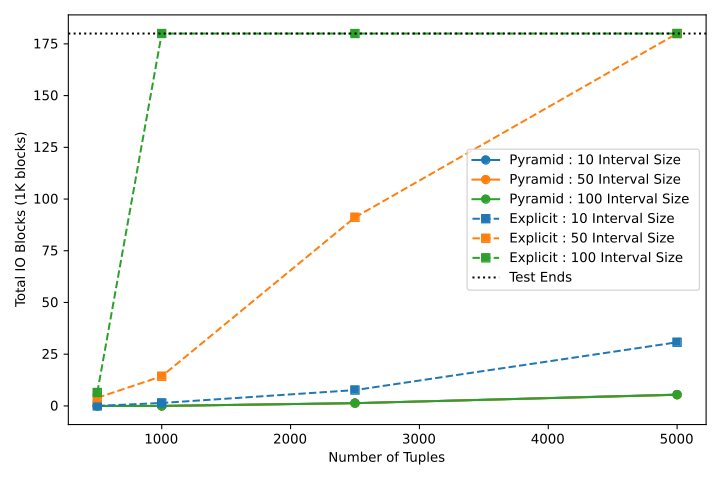 175
150
125
100
75
50
25
0
Total IO Blocks (1K blocks)
Pyramid : 10 Interval Size
Pyramid : 50 Interval Size
Pyramid : 100 Interval Size
Explicit : 10 Interval Size
Explicit : 50 Interval Size
Explicit : 100 Interval Size
Test Ends
1000 2000 3000 4000 5000
Number of Tuples